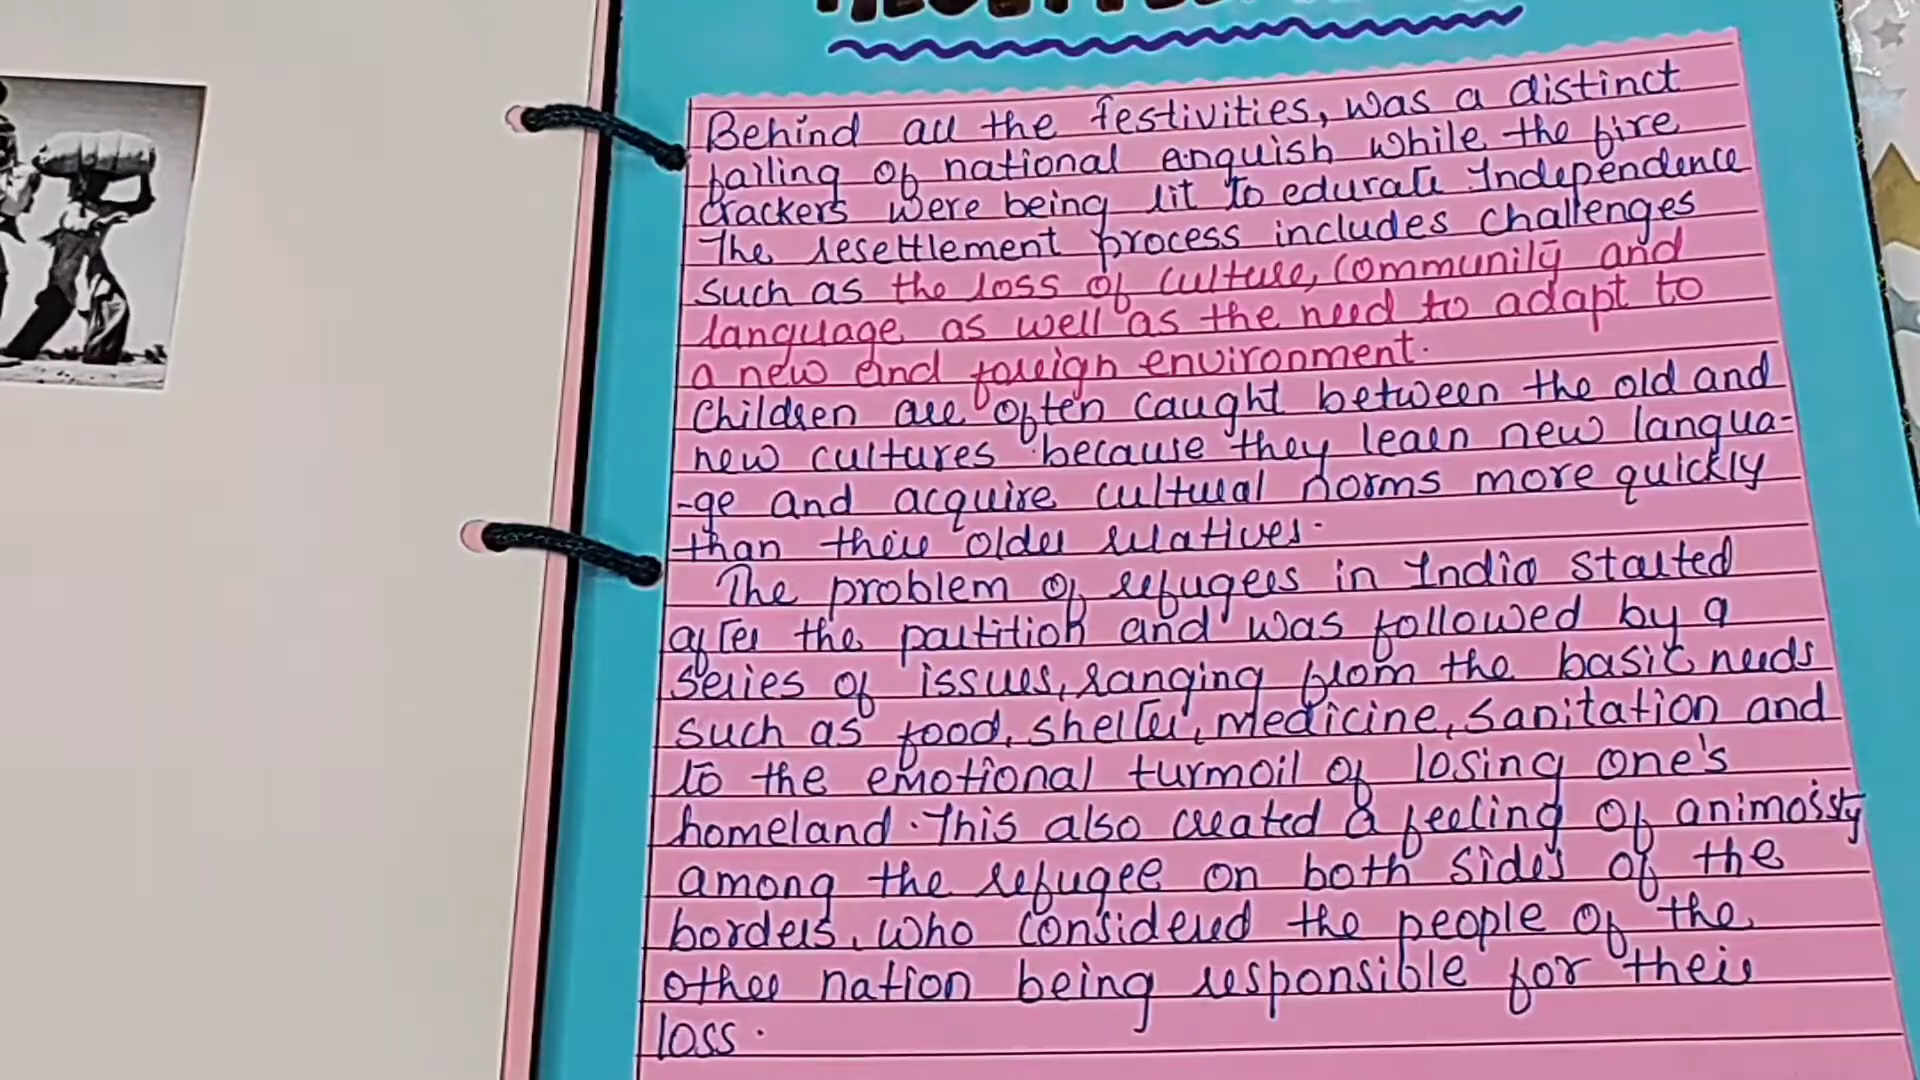 Behind all the festivities, was a distinct
failing of national anguish while the fire
crackers were being lit to edurate Independence
The resettlement process includes challenges
such as the loss of culture, community and
language as well as the need to adapt to
a new and foreign environment.
Children are often caught between the old and
new cultures because they learn new langua-
-ge and acquire cultural norms more quickly
than their older relatives.
The problem of refugees in India started
after the partition and was followed by a
series of issues, ranging from the basic needs
such as food, shelter, medicine, sanitation and
to the emotional turmoil of losing one's
homeland. This also created a feeling of animoisty
among the refugee on both sides of the
borders, who considered the people of the
other nation being responsible for their
loss.